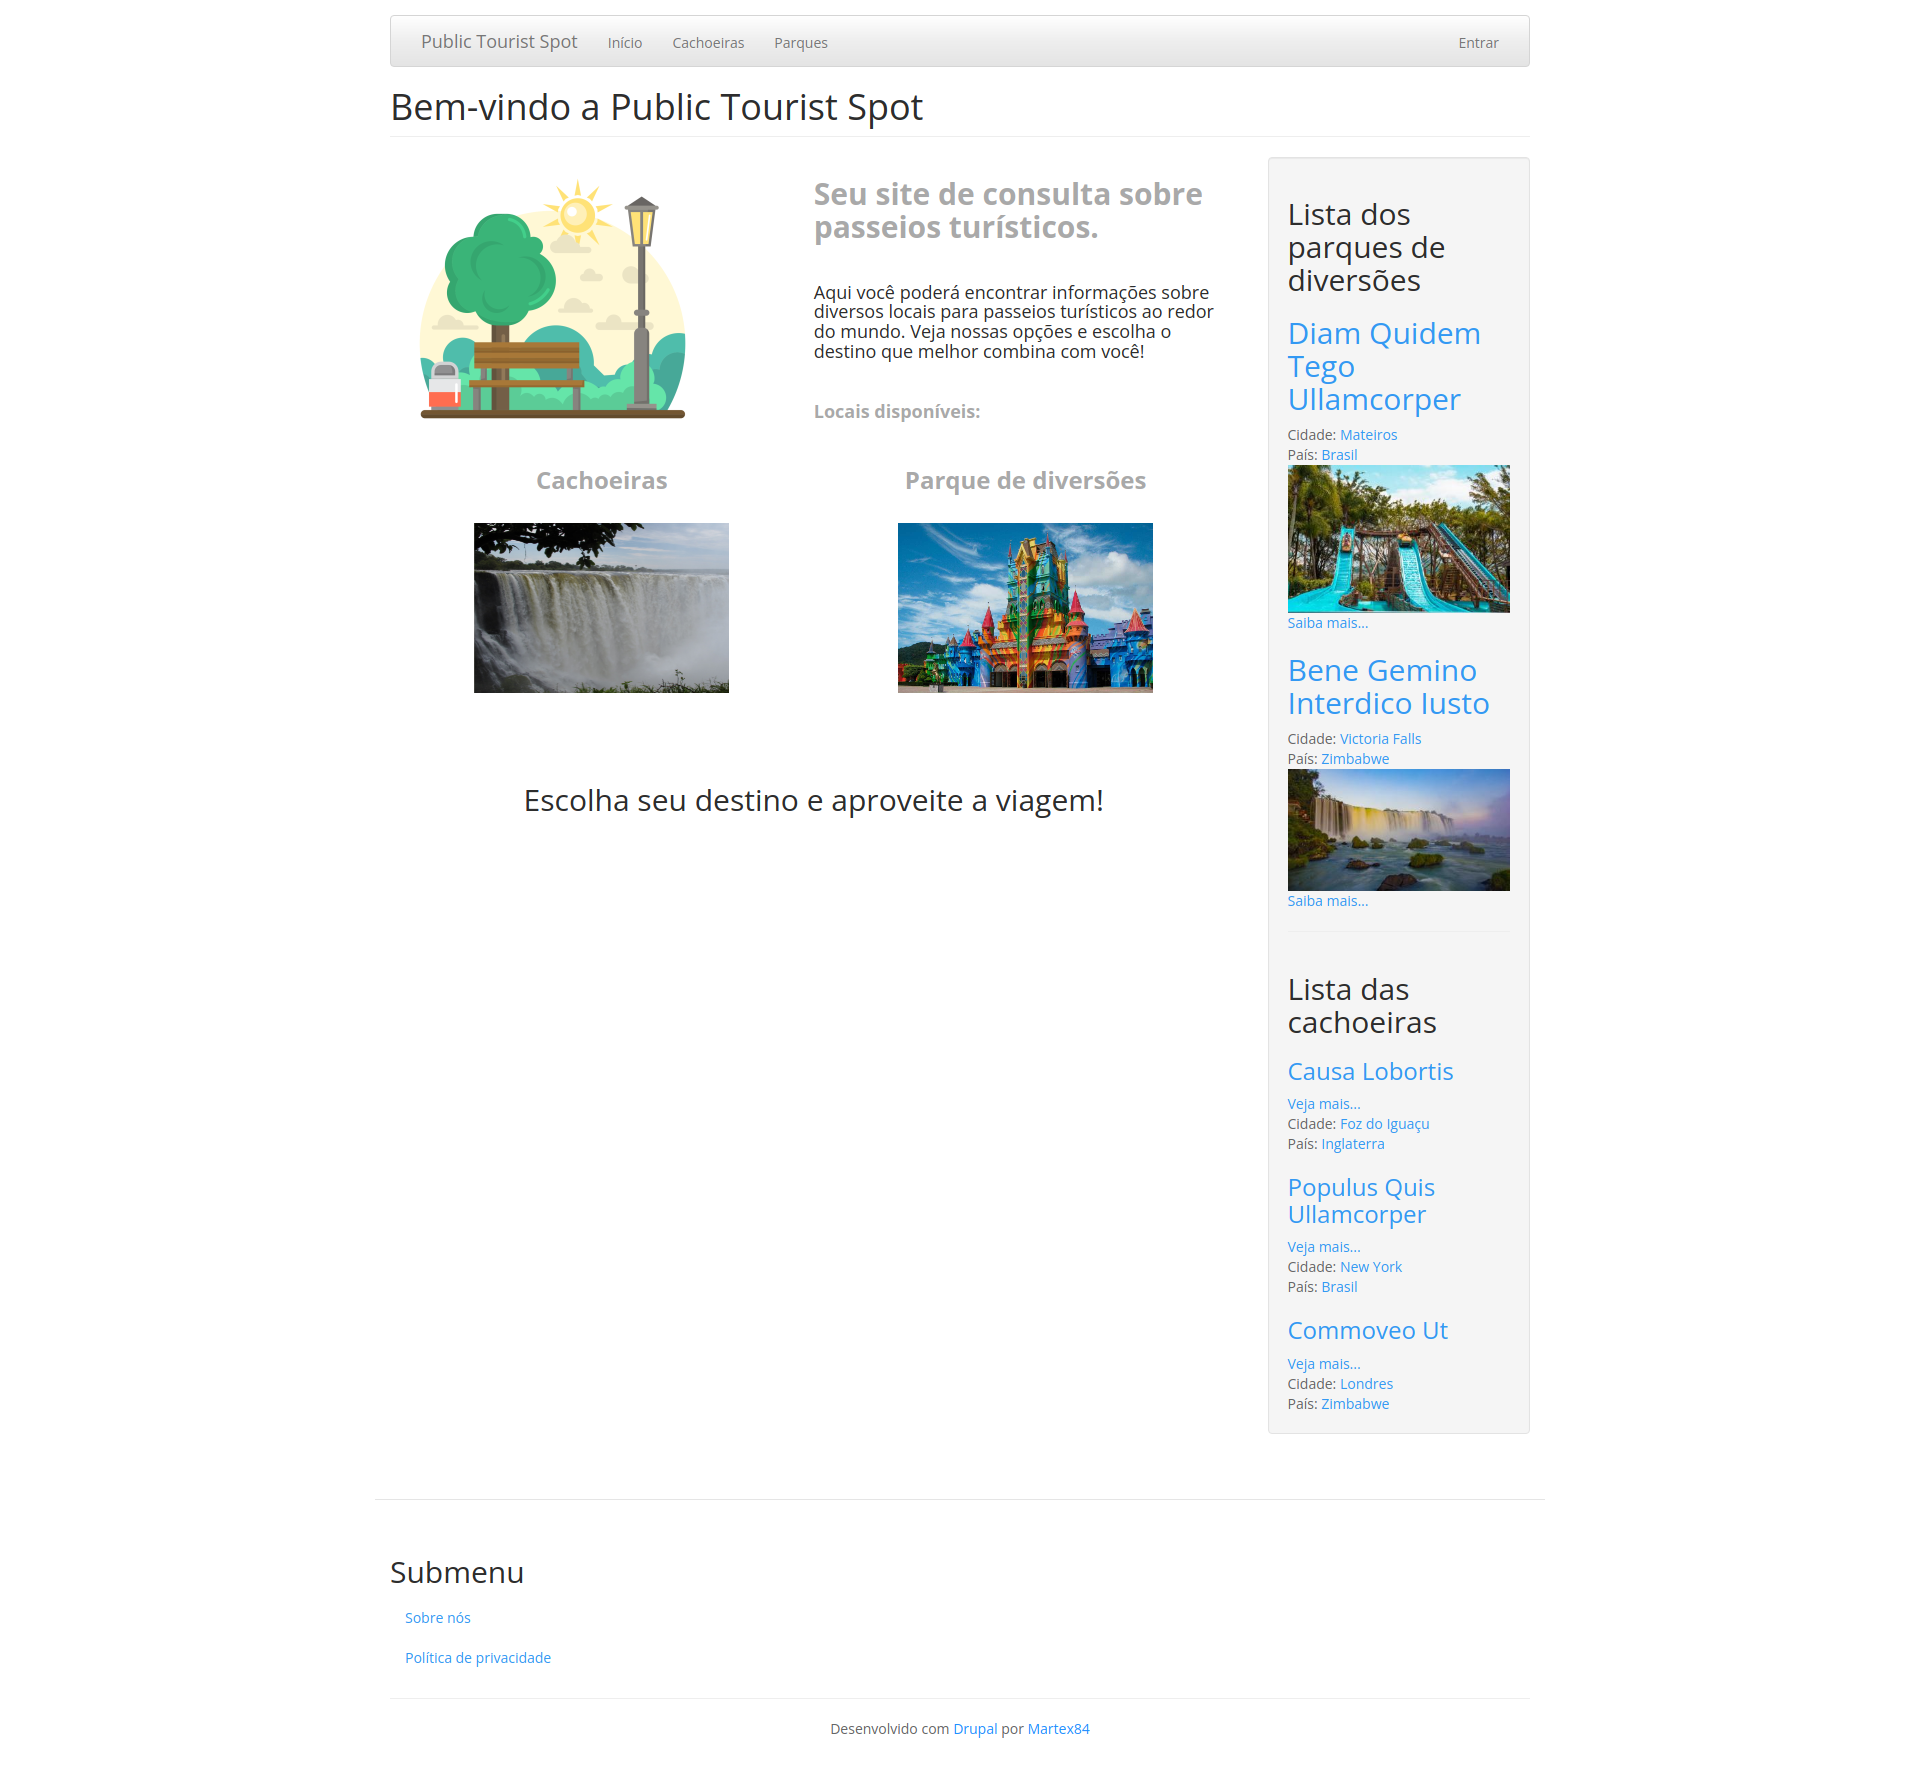 Public Tourist Spot
Início
Cachoeiras
Parques
Entrar
Bem-vindo a Public Tourist Spot
Seu site de consulta sobre
passeios turísticos.
Aqui você poderá encontrar informações sobre
diversos locais para passeios turísticos ao redor
do mundo. Veja nossas opções e escolha o
destino que melhor combina com você!
Locais disponíveis:
Cachoeiras
Parque de diversões
Escolha seu destino e aproveite a viagem!
Lista dos
parques de
diversões
Diam Quidem
Tego
Ullamcorper
Cidade: Mateiros
País: Brasil
Saiba mais...
Bene Gemino
Interdico Iusto
Cidade: Victoria Falls
País: Zimbabwe
Saiba mais...
Lista das
cachoeiras
Causa Lobortis
Veja mais...
Cidade: Foz do Iguaçu
País: Inglaterra
Populus Quis
Ullamcorper
Veja mais...
Cidade: New York
País: Brasil
Commoveo Ut
Veja mais...
Cidade: Londres
País: Zimbabwe
Submenu
Sobre nós
Política de privacidade
Desenvolvido com Drupal por Martex84